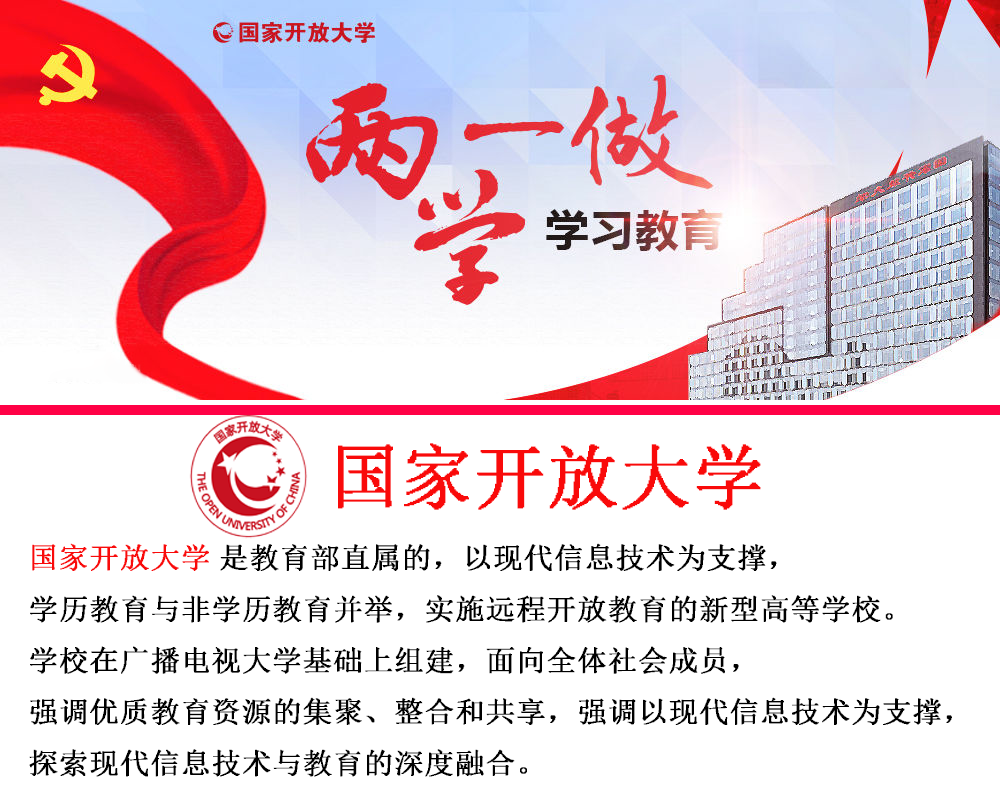 国家开放大学
两一做
学
学习教育
国家开放大学
THE OPEN UNIVERSITY OF CHINA
国家开放大学
国家开放大学 是教育部直属的，以现代信息技术为支撑，
学历教育与非学历教育并举，实施远程开放教育的新型高等学校。
学校在广播电视大学基础上组建，面向全体社会成员，
强调优质教育资源的集聚、整合和共享，强调以现代信息技术为支撑，
探索现代信息技术与教育的深度融合。